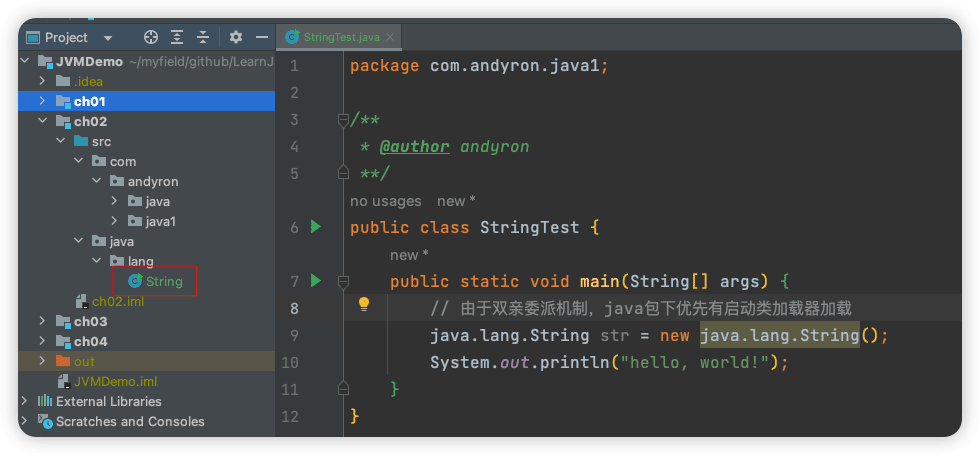 Project
JVMDemo ~/myfield/github/LearnJ
.idea
ch01
ch02
src
com
andyron
java
java1
java
lang
String
ch02.iml
ch03
ch04
out
JVMDemo.iml
External Libraries
Scratches and Consoles
StringTest.java
1 package com.andyron.java1;
2
3 /**
4 * @author andyron
5 **/
no usages new *
6 public class StringTest {
new *
7 public static void main(String[] args) {
8 // 由于双亲委派机制，java包下优先有启动类加载器加载
9 java.lang.String str = new java.lang.String();
10 System.out.println("hello, world!");
11 }
12 }